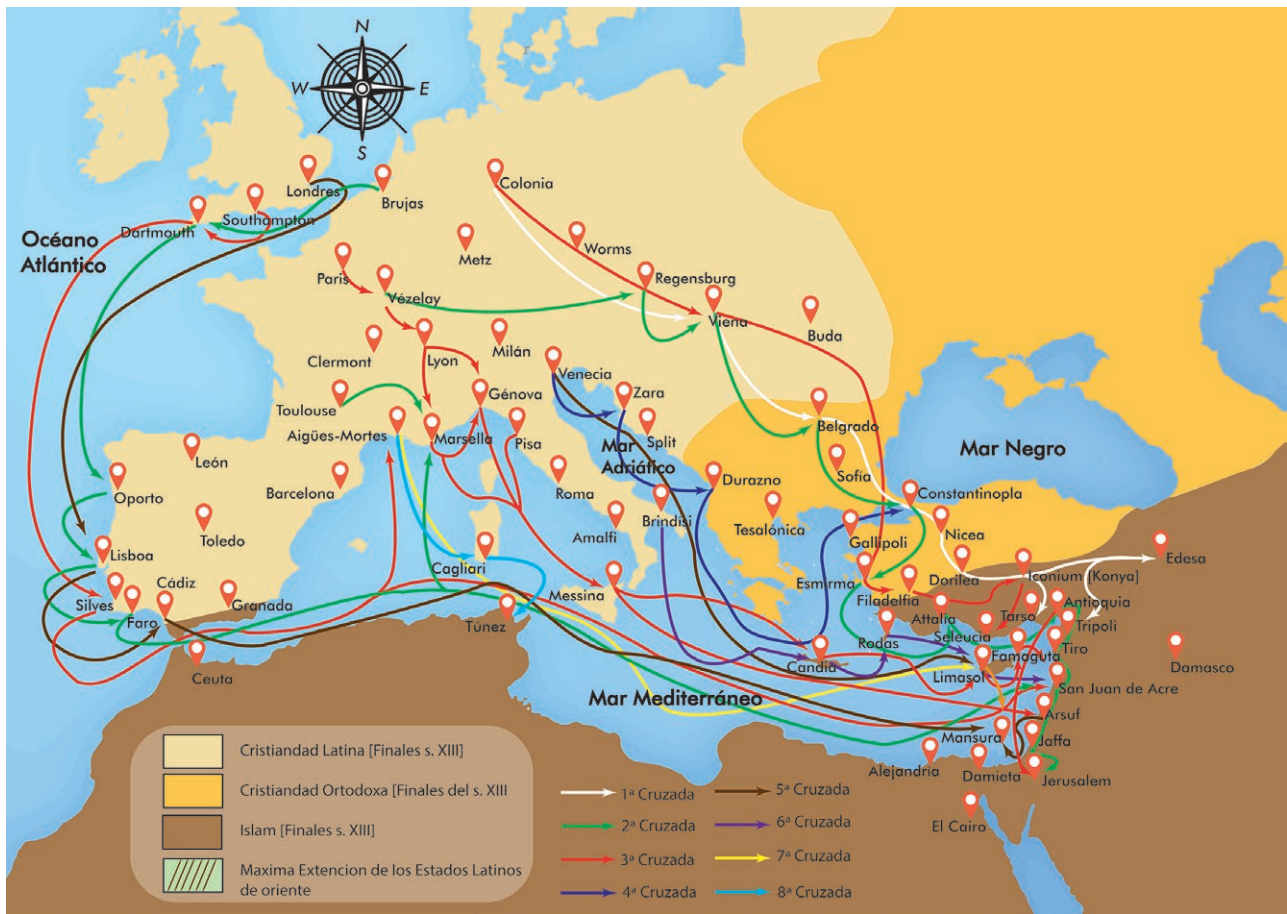 N
W
E
S
Londres
Brujas
Colonia
Southampton
Dartmouth
Océano
Atlántico
Metz
Worms
Paris
Regensburg
Vézelay
Viena
Buda
Clermont
Lyon
Milán
Venecia
Zara
Génova
Toulouse
Belgrado
Aigües-Mortes
Marsella
Pisa
Split
Mar
Adriáfico
Mar Negro
León
Sofía
Barcelona
Roma
Durazno
Constantinopla
Oporto
Brindisi
Tesalónica
Toledo
Amalfi
Gallipoli
Nicea
Lisboa
Edesa
Cagliari
Dorilea
Iconium [Konya]
Cádiz
Messina
Esmirma
Filadelfía
Silves
Granada
Antioquia
Faro
Túnez
Attalia
Tarso
Tripoli
Rodas
Seleucia
Tiro
Candia
Famaguta
Ceuta
Limasol
Damasco
San Juan de Acre
Mar Mediterráneo
Arsuf
Mansura
Jaffa
Alejandría
Damieta
Jerusalem
El Cairo
Cristiandad Latina [Finales s. XIII]
Cristiandad Ortodoxa [Finales del s. XIII
Islam [Finales s. XIII]
Maxima Extencion de los Estados Latinos
de oriente
1ª Cruzada
2ª Cruzada
3ª Cruzada
4ª Cruzada
5ª Cruzada
6ª Cruzada
7ª Cruzada
8ª Cruzada